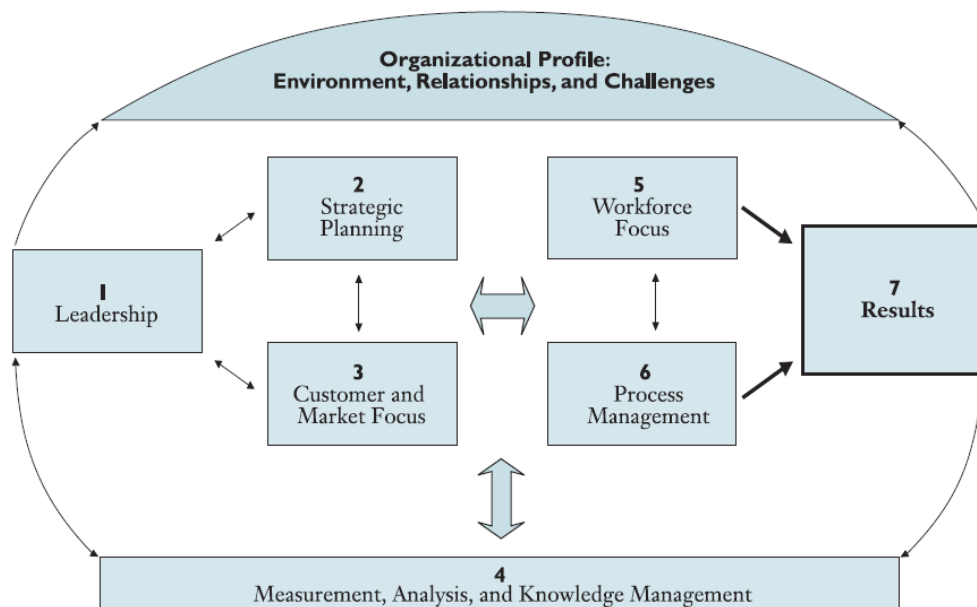 Organizational Profile:
Environment, Relationships, and Challenges
2
Strategic
Planning
5
Workforce
Focus
1
Leadership
7
Results
3
Customer and
Market Focus
6
Process
Management
4
Measurement, Analysis, and Knowledge Management